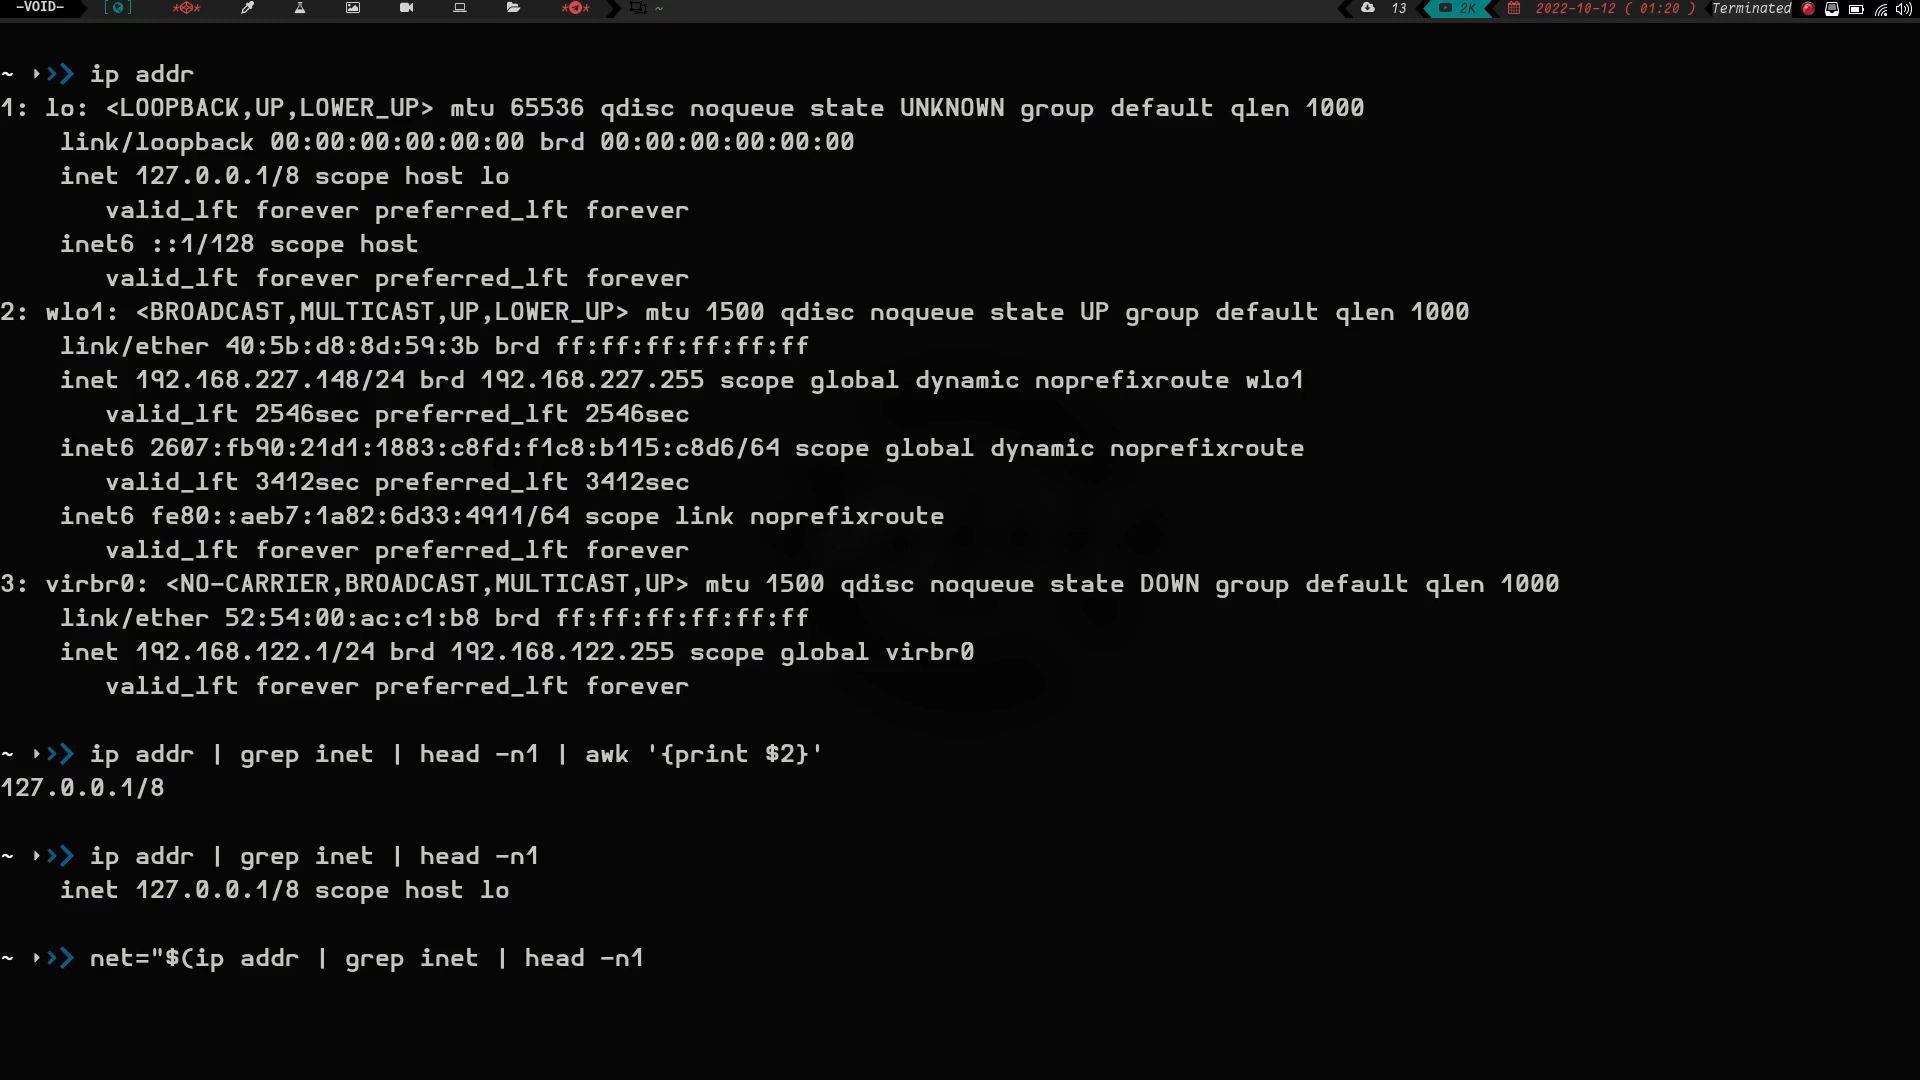 -VOID- 13 2K 2022-10-12 ( 01:20 ) Terminated
~ ip addr
1: lo: <LOOPBACK,UP,LOWER_UP> mtu 65536 qdisc noqueue state UNKNOWN group default qlen 1000
link/loopback 00:00:00:00:00:00 brd 00:00:00:00:00:00
inet 127.0.0.1/8 scope host lo
valid_lft forever preferred_lft forever
inet6 ::1/128 scope host
valid_lft forever preferred_lft forever
2: wlo1: <BROADCAST,MULTICAST,UP,LOWER_UP> mtu 1500 qdisc noqueue state UP group default qlen 1000
link/ether 40:5b:d8:8d:59:3b brd ff:ff:ff:ff:ff:ff
inet 192.168.227.148/24 brd 192.168.227.255 scope global dynamic noprefixroute wlo1
valid_lft 2546sec preferred_lft 2546sec
inet6 2607:fb90:21d1:1883:c8fd:f1c8:b115:c8d6/64 scope global dynamic noprefixroute
valid_lft 3412sec preferred_lft 3412sec
inet6 fe80::aeb7:1a82:6d33:4911/64 scope link noprefixroute
valid_lft forever preferred_lft forever
3: virbr0: <NO-CARRIER,BROADCAST,MULTICAST,UP> mtu 1500 qdisc noqueue state DOWN group default qlen 1000
link/ether 52:54:00:ac:c1:b8 brd ff:ff:ff:ff:ff:ff
inet 192.168.122.1/24 brd 192.168.122.255 scope global virbr0
valid_lft forever preferred_lft forever
~ ip addr | grep inet | head -n1 | awk '{print $2}'
127.0.0.1/8
~ ip addr | grep inet | head -n1
inet 127.0.0.1/8 scope host lo
~ net="$(ip addr | grep inet | head -n1